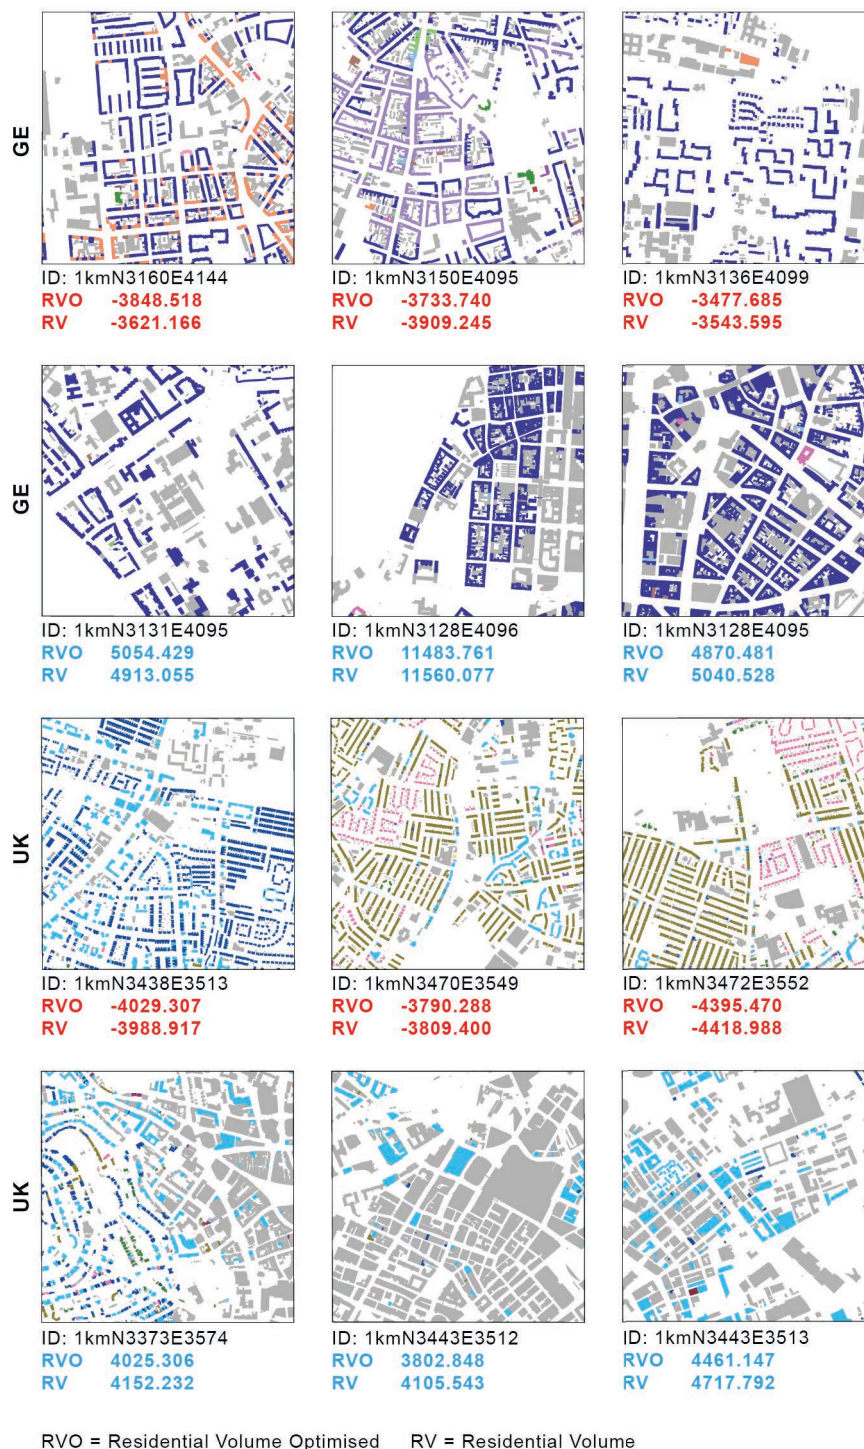 GE
ID: 1kmN3160E4144
RVO -3848.518
RV -3621.166
ID: 1kmN3150E4095
RVO -3733.740
RV -3909.245
ID: 1kmN3136E4099
RVO -3477.685
RV -3543.595
GE
ID: 1kmN3131E4095
RVO 5054.429
RV 4913.055
ID: 1kmN3128E4096
RVO 11483.761
RV 11560.077
ID: 1kmN3128E4095
RVO 4870.481
RV 5040.528
UK
ID: 1kmN3438E3513
RVO -4029.307
RV -3988.917
ID: 1kmN3470E3549
RVO -3790.288
RV -3809.400
ID: 1kmN3472E3552
RVO -4395.470
RV -4418.988
UK
ID: 1kmN3373E3574
RVO 4025.306
RV 4152.232
ID: 1kmN3443E3512
RVO 3802.848
RV 4105.543
ID: 1kmN3443E3513
RVO 4461.147
RV 4717.792
RVO = Residential Volume Optimised RV = Residential Volume